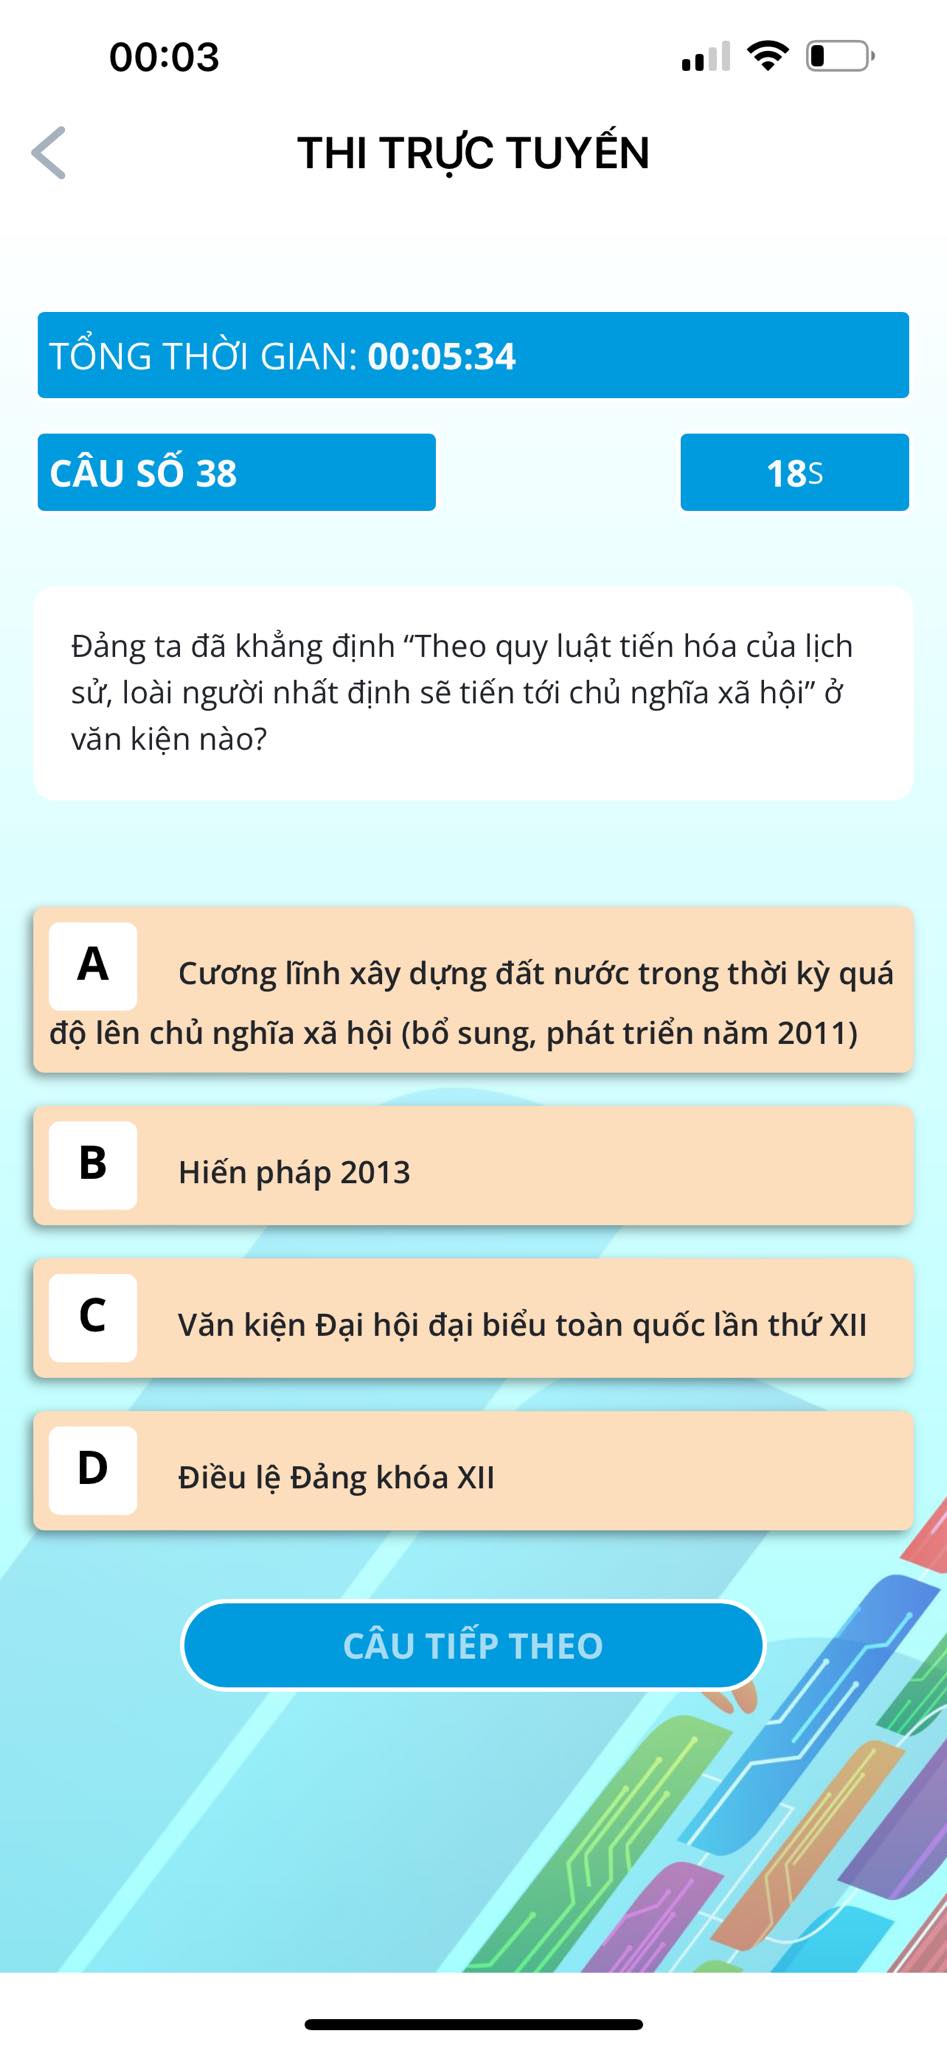 00:03
THI TRỰC TUYẾN
TỔNG THỜI GIAN: 00:05:34
CÂU SỐ 38
18S
Đảng ta đã khẳng định “Theo quy luật tiến hóa của lịch
sử, loài người nhất định sẽ tiến tới chủ nghĩa xã hội” ở
văn kiện nào?
A Cương lĩnh xây dựng đất nước trong thời kỳ quá
độ lên chủ nghĩa xã hội (bổ sung, phát triển năm 2011)
B Hiến pháp 2013
C Văn kiện Đại hội đại biểu toàn quốc lần thứ XII
D Điều lệ Đảng khóa XII
CÂU TIẾP THEO